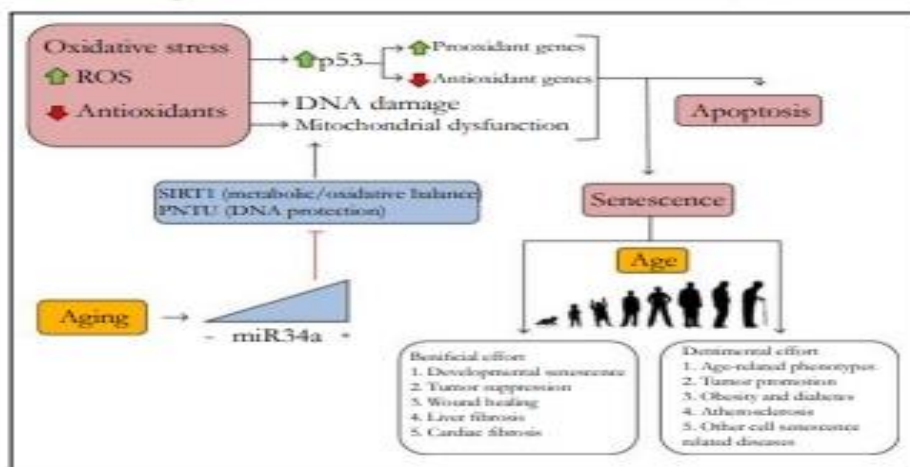 Oxidative stress
ROS
Antioxidants
p53
Prooxidant genes
Antioxidant genes
DNA damage
Mitochondrial dysfunction
Apoptosis
SIRT1 (metabolic/oxidative balance)
PNTU (DNA protection)
Senescence
Age
Aging
- miR34a +
Benificial effort
1. Developmental senescence
2. Tumor suppression
3. Wound healing
4. Liver fibrosis
5. Cardiac fibrosis
Detrimental effort
1. Age-related phenotypes
2. Tumor promotion
3. Obesity and diabetes
4. Atherosclerosis
5. Other cell senescence
related diseases